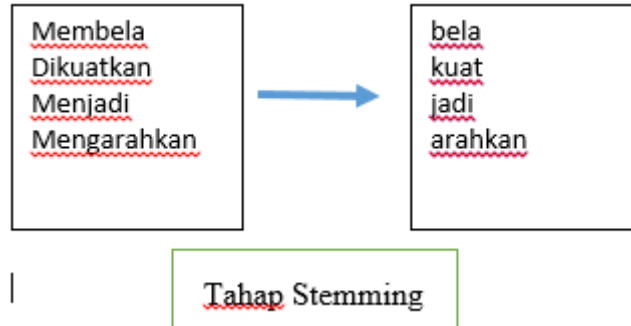 Membela
Dikuatkan
Menjadi
Mengarahkan
bela
kuat
jadi
arahkan
Tahap Stemming